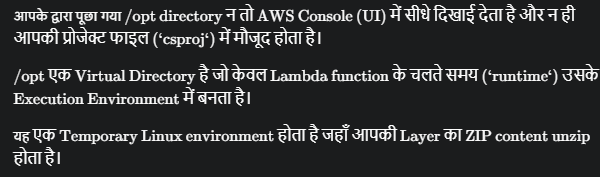 आपके द्वारा पूछा गया /opt directory न तो AWS Console (UI) में सीधे दिखाई देता है और न ही
आपकी प्रोजेक्ट फाइल (‘csproj‘) में मौजूद होता है।
/opt एक Virtual Directory है जो केवल Lambda function के चलते समय (‘runtime‘) उसके
Execution Environment में बनता है।
यह एक Temporary Linux environment होता है जहाँ आपकी Layer का ZIP content unzip
होता है।